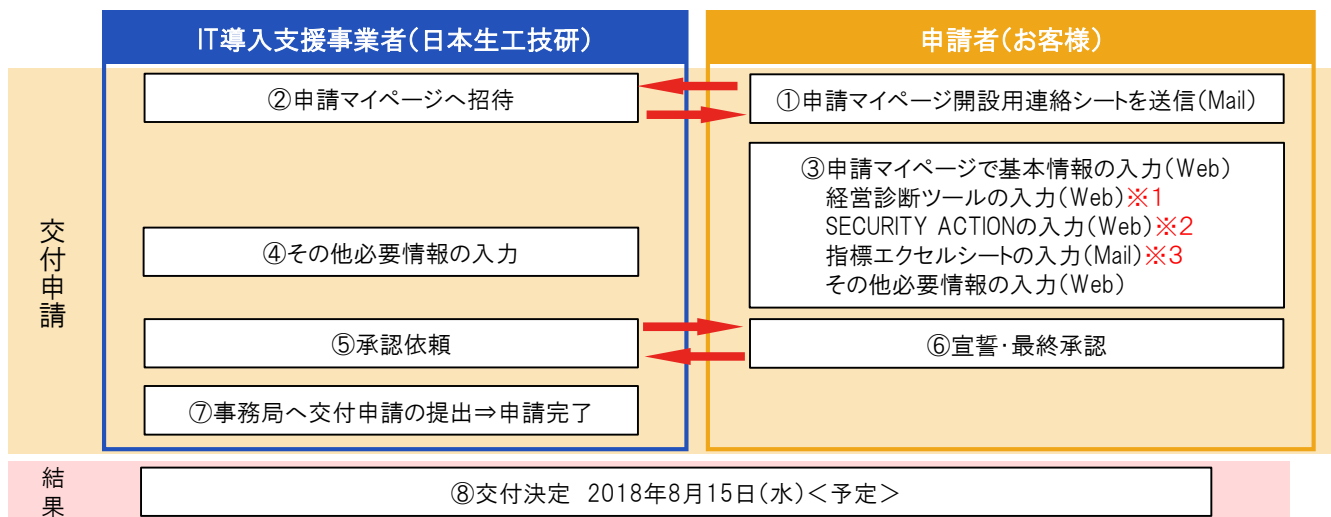 IT導入支援事業者(日本生工技研)
申請者(お客様)
交付申請
②申請マイページへ招待
①申請マイページ開設用連絡シートを送信(Mail)
③申請マイページで基本情報の入力(Web)
経営診断ツールの入力(Web)※1
SECURITY ACTIONの入力(Web)※2
指標エクセルシートの入力(Mail)※3
その他必要情報の入力(Web)
④その他必要情報の入力
⑤承認依頼
⑥宣誓・最終承認
⑦事務局へ交付申請の提出⇒申請完了
結果
⑧交付決定 2018年8月15日(水)<予定>